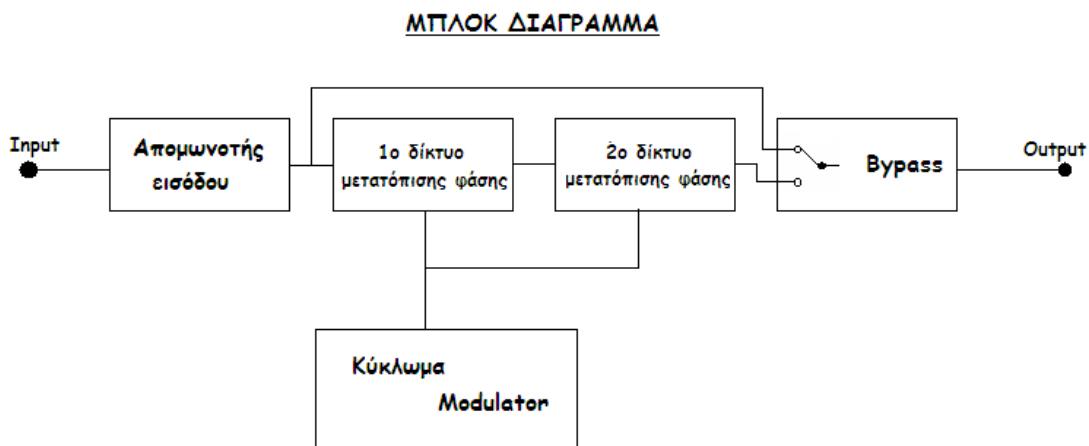 ΜΠΛΟΚ ΔΙΑΓΡΑΜΜΑ
Input
Απομωνοτής
εισόδου
1ο δίκτυο
μετατόπισης φάσης
2ο δίκτυο
μετατόπισης φάσης
Bypass
Output
Κύκλωμα
Modulator